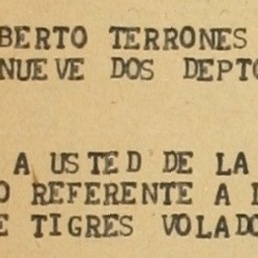 BERTO TERRONES
NUEVE DOS DEPTO
A USTED DE LA
O REFERENTE A L
E TIGRES VOLADO